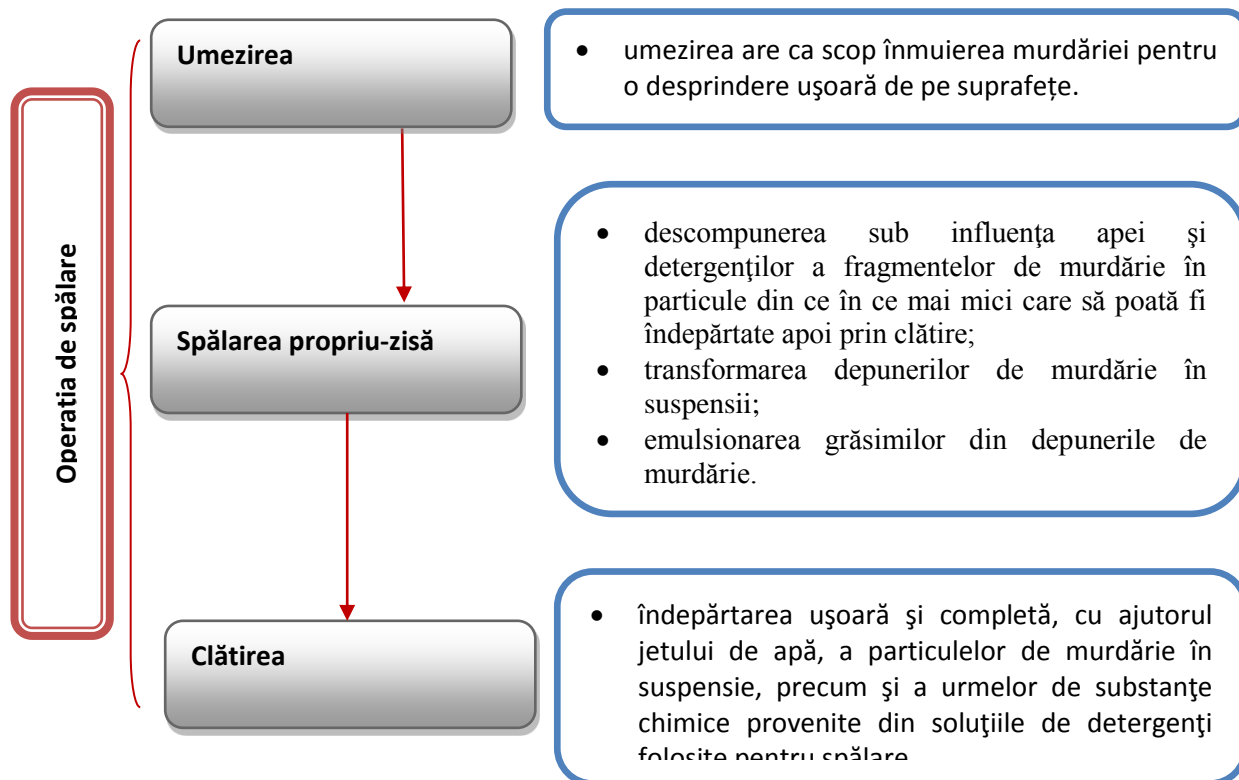 Operatia de spălare
Umezirea
• umezirea are ca scop înmuierea murdăriei pentru
o desprindere uşoară de pe suprafețe.
Spălarea propriu-zisă
• descompunerea sub influenţa apei şi
detergenţilor a fragmentelor de murdărie în
particule din ce în ce mai mici care să poată fi
îndepărtate apoi prin clătire;
• transformarea depunerilor de murdărie în
suspensii;
• emulsionarea grăsimilor din depunerile de
murdărie.
Clătirea
• îndepărtarea uşoară şi completă, cu ajutorul
jetului de apă, a particulelor de murdărie în
suspensie, precum şi a urmelor de substanţe
chimice provenite din soluţiile de detergenţi
folosite pentru spălare